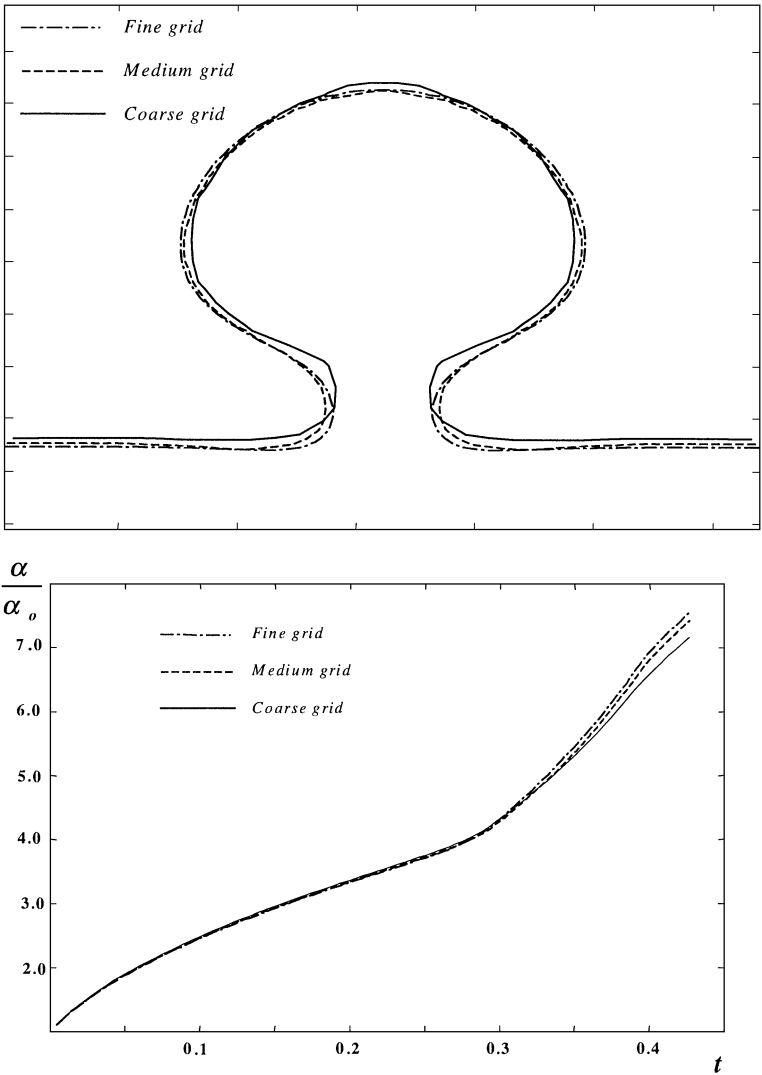 Fine grid
Medium grid
Coarse grid
α
α o
7.0
Fine grid
Medium grid
Coarse grid
6.0
5.0
4.0
3.0
2.0
0.1 0.2 0.3 0.4
t